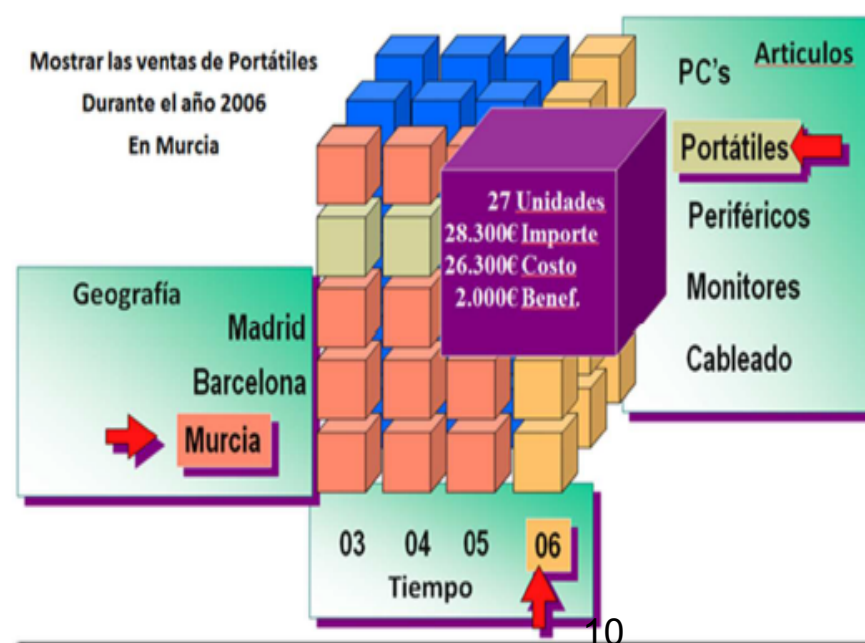 Mostrar las ventas de Portátiles
Durante el año 2006
En Murcia
Articulos
PC's
Portátiles
Periféricos
Monitores
Cableado
27 Unidades
28.300€ Importe
26.300€ Costo
2.000€ Benef.
Geografía
Madrid
Barcelona
Murcia
03 04 05 06
Tiempo
10